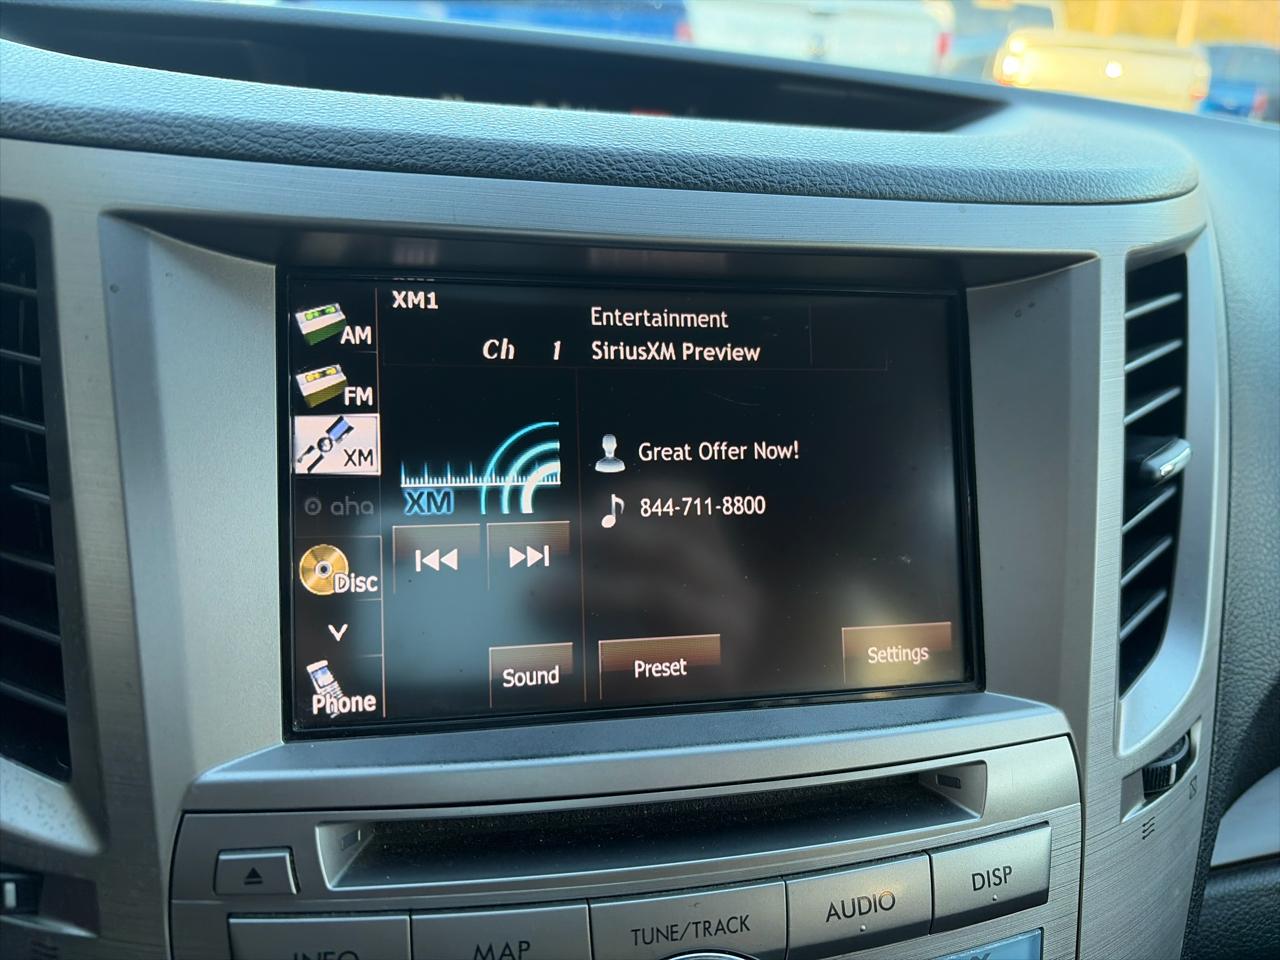 XM1
Entertainment
Ch 1 SiriusXM Preview
AM
FM
XM
aha
Disc
Phone
XM
Great Offer Now!
844-711-8800
Sound
Preset
Settings
INFO
MAP
TUNE/TRACK
AUDIO
DISP